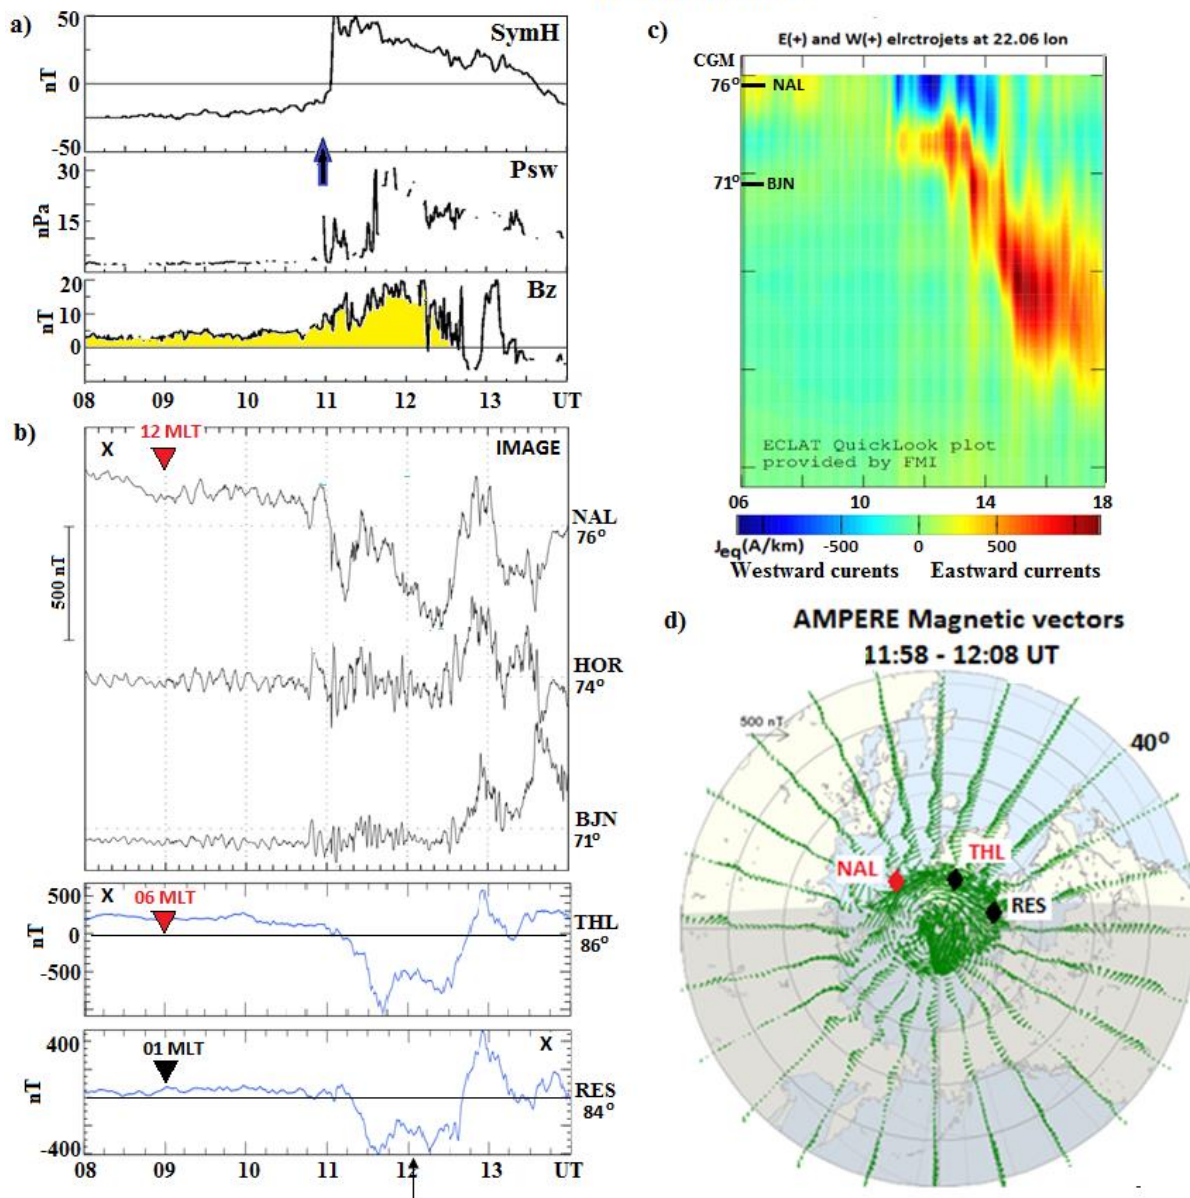 a)
50
SymH
nT
0
-50
30
Psw
nPa
15
20
Bz
nT
10
0
08 09 10 11 12 13 UT
b)
X
12 MLT
IMAGE
NAL
76°
500 nT
HOR
74°
BJN
71°
500
X
06 MLT
THL
nT
0
86°
-500
400
01 MLT
X
nT
0
RES
84°
-400
08 09 10 11 12 13 UT
c)
E(+) and W(+) elrctrojets at 22.06 lon
CGM
76° NAL
71° BJN
ECLAT QuickLook plot
provided by FMI
06 10 14 18
Jeq(A/km) -500 0 500
Westward curents Eastward currents
d)
AMPERE Magnetic vectors
11:58 - 12:08 UT
500 nT
40°
NAL
THL
RES